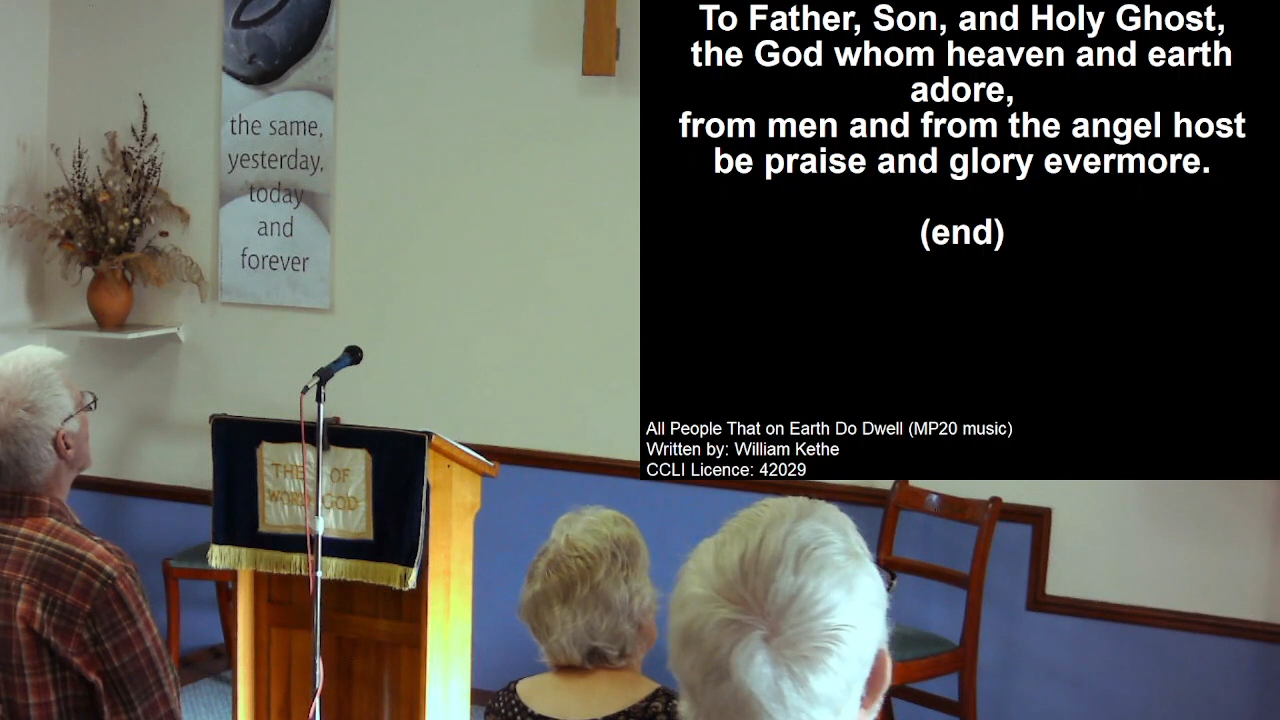 the same,
yesterday,
today
and
forever
THE OF
WORD GOD
To Father, Son, and Holy Ghost,
the God whom heaven and earth
adore,
from men and from the angel host
be praise and glory evermore.
(end)
All People That on Earth Do Dwell (MP20 music)
Written by: William Kethe
CCLI Licence: 42029